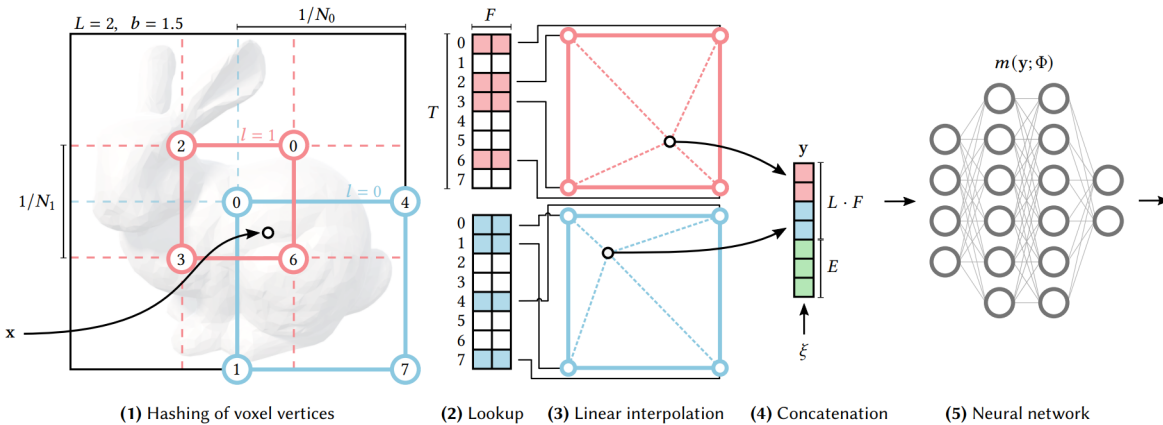 L = 2, b = 1.5
1/N₀
l = 1
2
0
1/N₁
l = 0
0
4
3
6
x
1
7
F
T
0
1
2
3
4
5
6
7
0
1
2
3
4
5
6
7
y
L · F
E
ξ
m(y; Φ)
(1) Hashing of voxel vertices
(2) Lookup
(3) Linear interpolation
(4) Concatenation
(5) Neural network